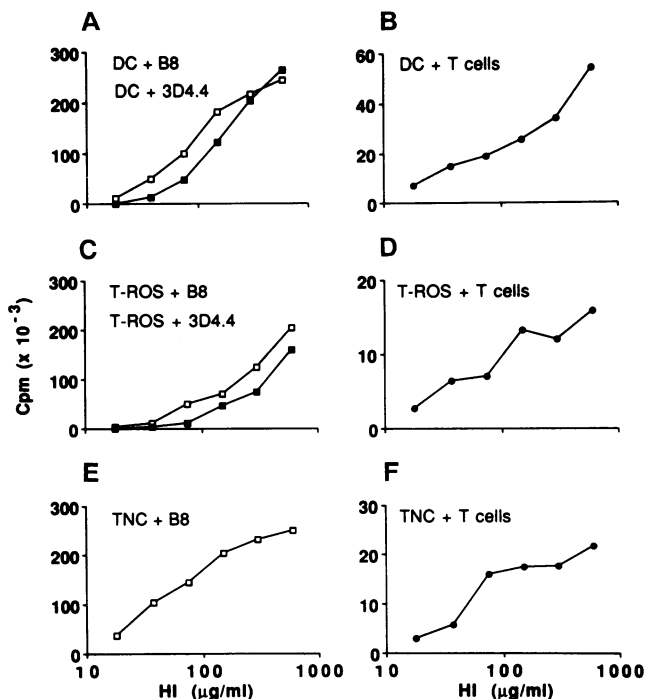 A
B
300
200
100
0
DC + B8
DC + 3D4.4
60
40
20
0
DC + T cells
C
D
300
200
100
0
T-ROS + B8
T-ROS + 3D4.4
20
10
0
T-ROS + T cells
Cpm (x 10⁻³)
E
F
300
200
100
0
TNC + B8
30
20
10
0
TNC + T cells
10 100 1000
10 100 1000
HI (µg/ml)
HI (µg/ml)